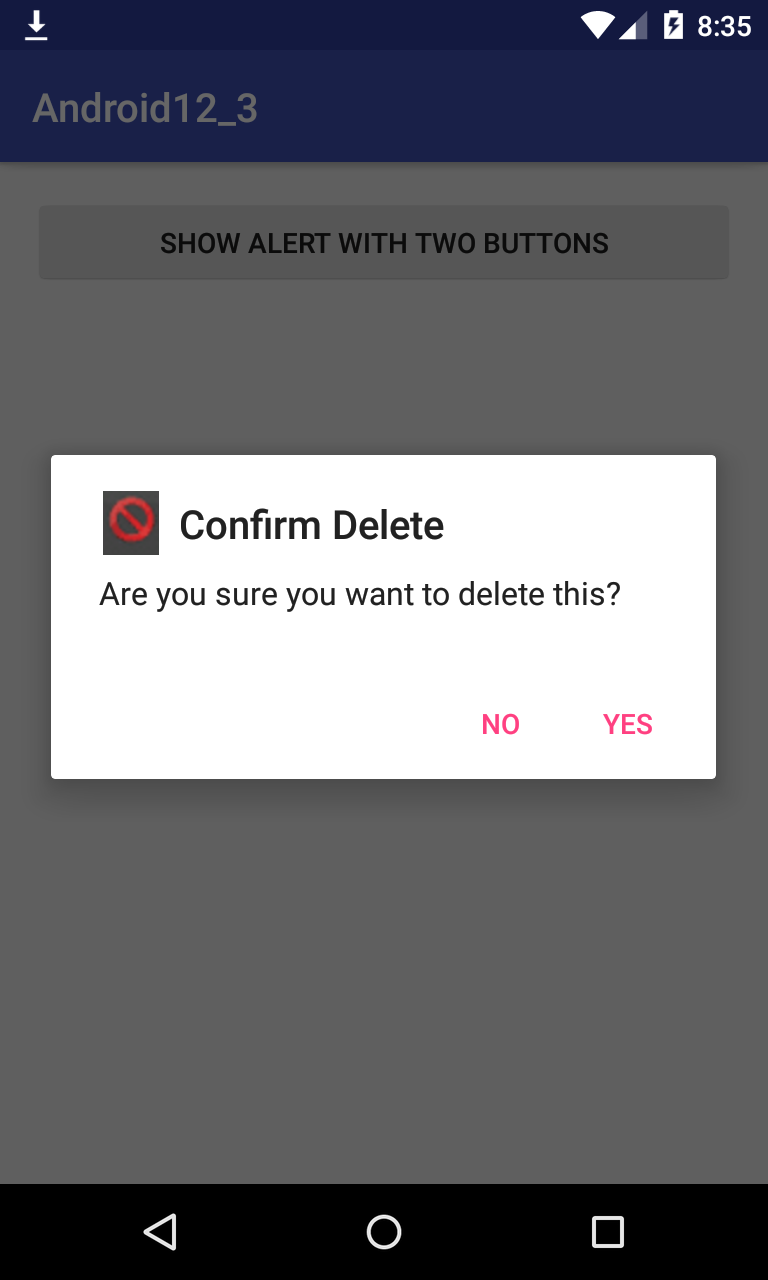 8:35
Android12_3
SHOW ALERT WITH TWO BUTTONS
Confirm Delete
Are you sure you want to delete this?
NO YES